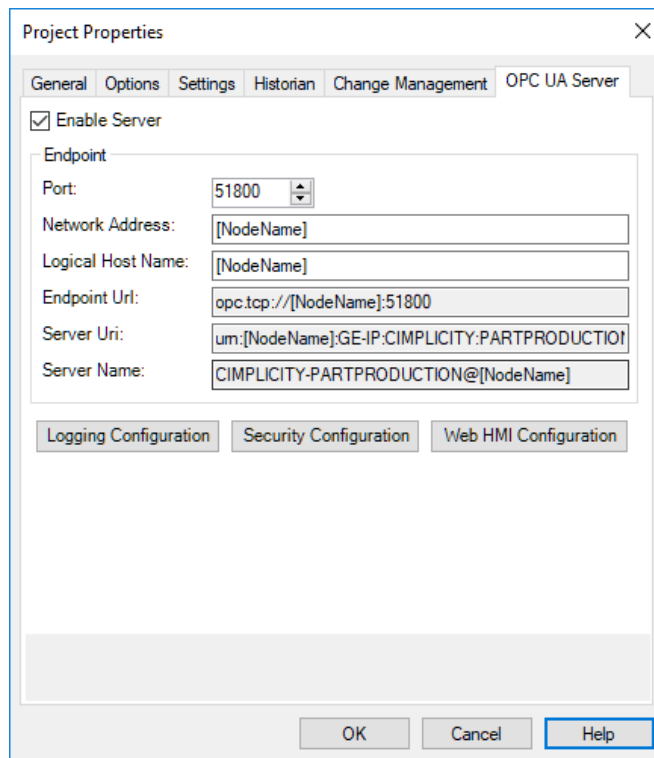 Project Properties
General Options Settings Historian Change Management OPC UA Server
Enable Server
Endpoint
Port: 51800
Network Address: [NodeName]
Logical Host Name: [NodeName]
Endpoint Url: opc.tcp://[NodeName]:51800
Server Uri: urn:[NodeName]:GE-IP:CIMPLICITY:PARTPRODUCTION
Server Name: CIMPLICITY-PARTPRODUCTION@[NodeName]
Logging Configuration Security Configuration Web HMI Configuration
OK Cancel Help